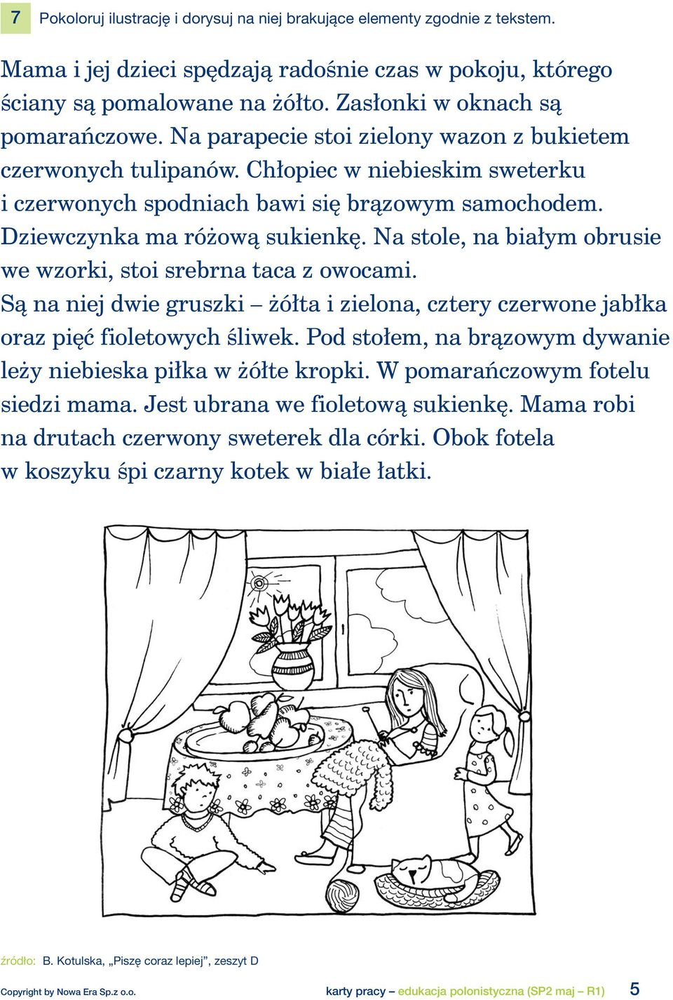 7 Pokoloruj ilustrację i dorysuj na niej brakujące elementy zgodnie z tekstem.
Mama i jej dzieci spędzają radośnie czas w pokoju, którego
ściany są pomalowane na żółto. Zasłonki w oknach są
pomarańczowe. Na parapecie stoi zielony wazon z bukietem
czerwonych tulipanów. Chłopiec w niebieskim sweterku
i czerwonych spodniach bawi się brązowym samochodem.
Dziewczynka ma różową sukienkę. Na stole, na białym obrusie
we wzorki, stoi srebrna taca z owocami.
Są na niej dwie gruszki – żółta i zielona, cztery czerwone jabłka
oraz pięć fioletowych śliwek. Pod stołem, na brązowym dywanie
leży niebieska piłka w żółte kropki. W pomarańczowym fotelu
siedzi mama. Jest ubrana we fioletową sukienkę. Mama robi
na drutach czerwony sweterek dla córki. Obok fotela
w koszyku śpi czarny kotek w białe łatki.
źródło: B. Kotulska, „Piszę coraz lepiej", zeszyt D
Copyright by Nowa Era Sp.z o.o. karty pracy – edukacja polonistyczna (SP2 maj – R1) 5